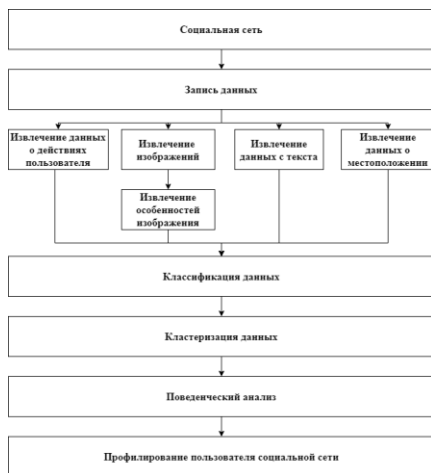 Социальная сеть
Запись данных
Извлечение данных
о действиях
пользователя
Извлечение
изображений
Извлечение
данных с текста
Извлечение
данных о
местоположении
Извлечение
особенностей
изображения
Классификация данных
Кластеризация данных
Поведенческий анализ
Профилирование пользователя социальной сети